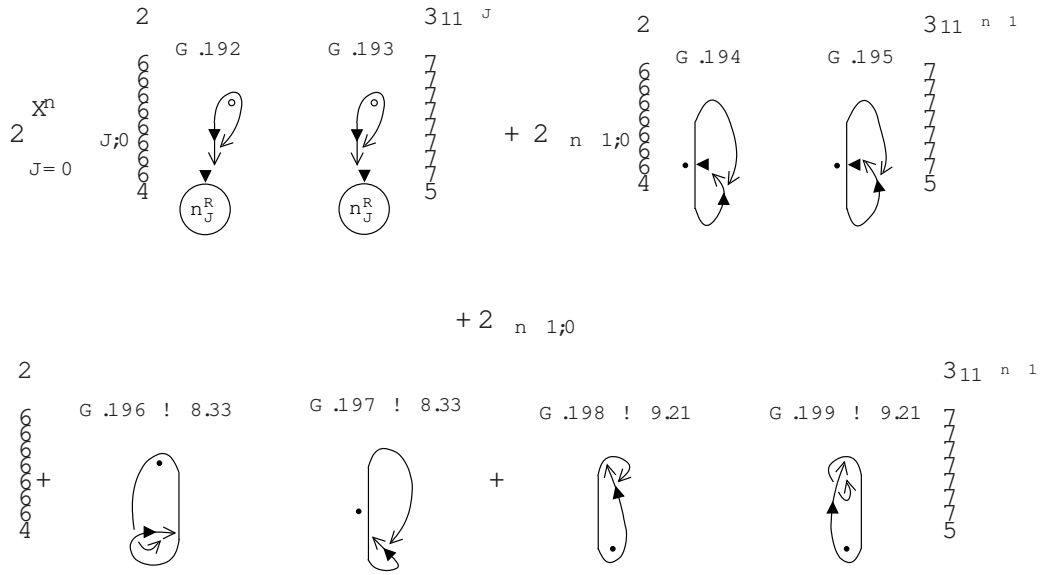 2 3 11 J
G .192 G .193
2 X n J=0 J;0
n R J n R J
+ 2 n 1;0
2 3 11 n 1
G .194 G .195
+ 2 n 1;0
2 3 11 n 1
G .196 ! 8.33 G .197 ! 8.33 G .198 ! 9.21 G .199 ! 9.21
+ +